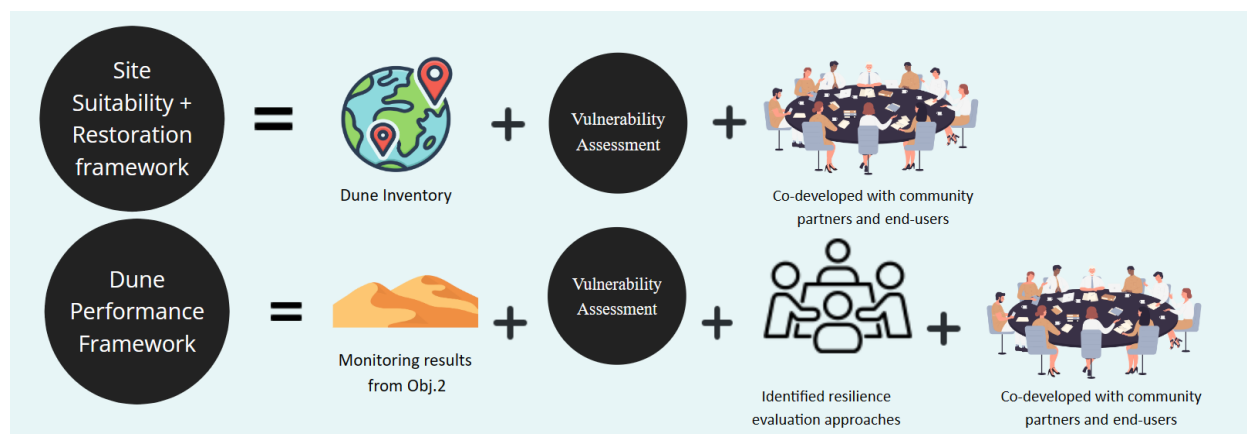 Site
Suitability +
Restoration
framework
=
+
Vulnerability
Assessment
+
Dune Inventory
Co-developed with community
partners and end-users
Dune
Performance
Framework
=
+
Vulnerability
Assessment
+
+
Monitoring results
from Obj.2
Identified resilience
evaluation approaches
Co-developed with community
partners and end-users